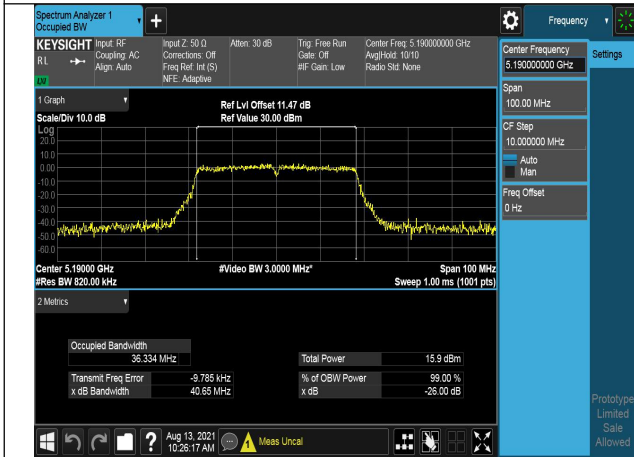 Spectrum Analyzer 1
Occupied BW
Frequency
KEYSIGHT Input: RF Input Z: 50 Ω Atten: 30 dB Trig: Free Run Center Freq: 5.190000000 GHz
RL Coupling: AC Corrections: Off Gate: Off Avg|Hold: 10/10
Align: Auto Freq Ref: Int (S) #IF Gain: Low Radio Std: None
NFE: Adaptive
Center Frequency
5.190000000 GHz
Settings
Span
100.00 MHz
CF Step
10.000000 MHz
Auto
Man
Freq Offset
0 Hz
1 Graph
Ref Lvl Offset 11.47 dB
Scale/Div 10.0 dB Ref Value 30.00 dBm
Log
20.0
10.0
0.00
-10.0
-20.0
-30.0
-40.0
-50.0
-60.0
Center 5.19000 GHz #Video BW 3.0000 MHz* Span 100 MHz
#Res BW 820.00 kHz Sweep 1.00 ms (1001 pts)
2 Metrics
Occupied Bandwidth
36.334 MHz Total Power 15.9 dBm
Transmit Freq Error -9.785 kHz % of OBW Power 99.00 %
x dB Bandwidth 40.65 MHz x dB -26.00 dB
Prototype
Limited
Sale
Allowed
? Aug 13, 2021
10:26:17 AM
Meas Uncal